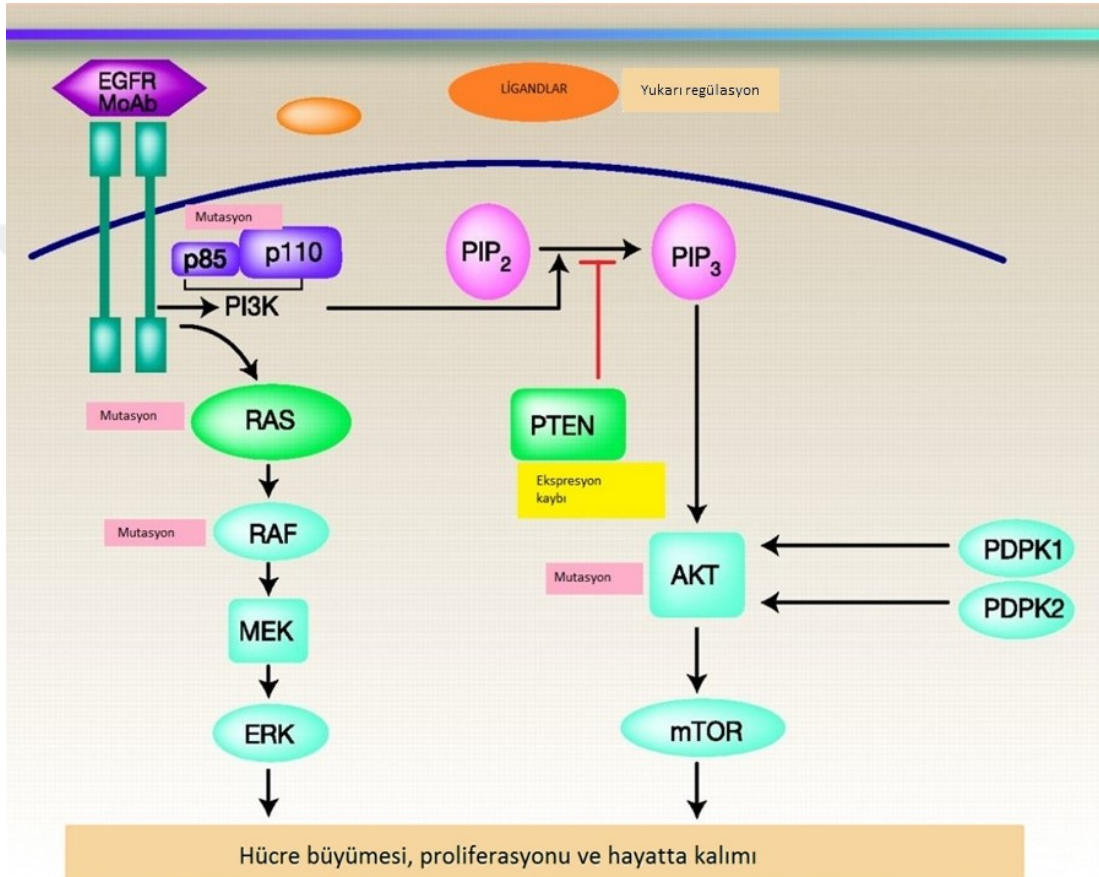 EGFR
MoAb
LİGANDLAR
Yukarı regülasyon
Mutasyon
p85
p110
PI3K
PIP2
PIP3
Mutasyon
RAS
PTEN
Ekspresyon
kaybı
Mutasyon
RAF
Mutasyon
AKT
PDPK1
PDPK2
MEK
ERK
mTOR
Hücre büyümesi, proliferasyonu ve hayatta kalımı